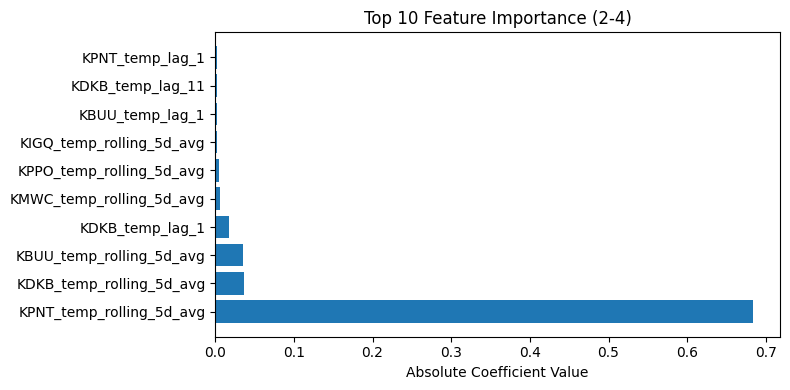 Top 10 Feature Importance (2-4)
KPNT_temp_lag_1
KDKB_temp_lag_11
KBUU_temp_lag_1
KIGQ_temp_rolling_5d_avg
KPPO_temp_rolling_5d_avg
KMWC_temp_rolling_5d_avg
KDKB_temp_lag_1
KBUU_temp_rolling_5d_avg
KDKB_temp_rolling_5d_avg
KPNT_temp_rolling_5d_avg
0.0 0.1 0.2 0.3 0.4 0.5 0.6 0.7
Absolute Coefficient Value